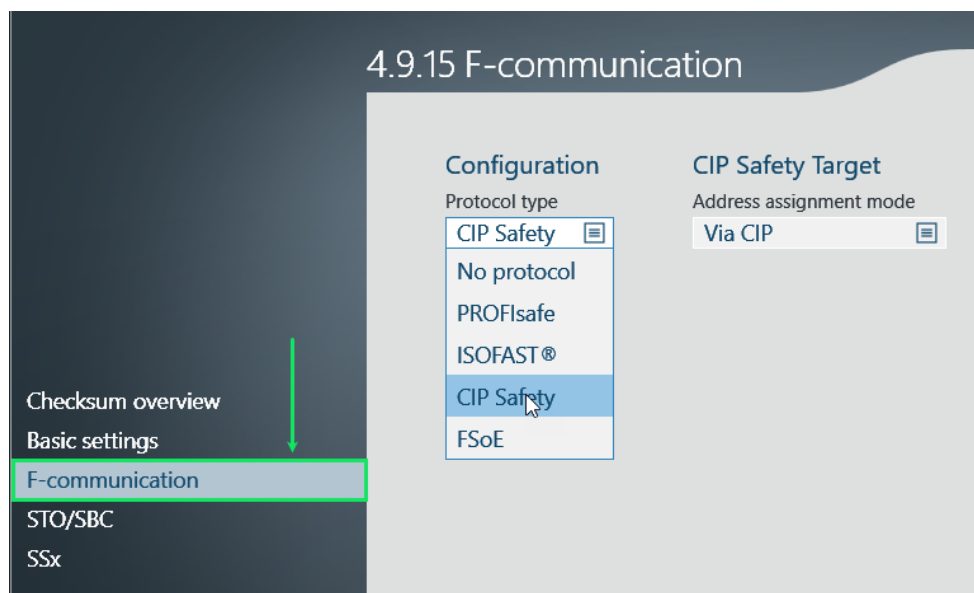 4.9.15 F-communication
Configuration
Protocol type
CIP Safety
No protocol
PROFIsafe
ISOFAST®
CIP Safety
FSoE
CIP Safety Target
Address assignment mode
Via CIP
Checksum overview
Basic settings
F-communication
STO/SBC
SSx